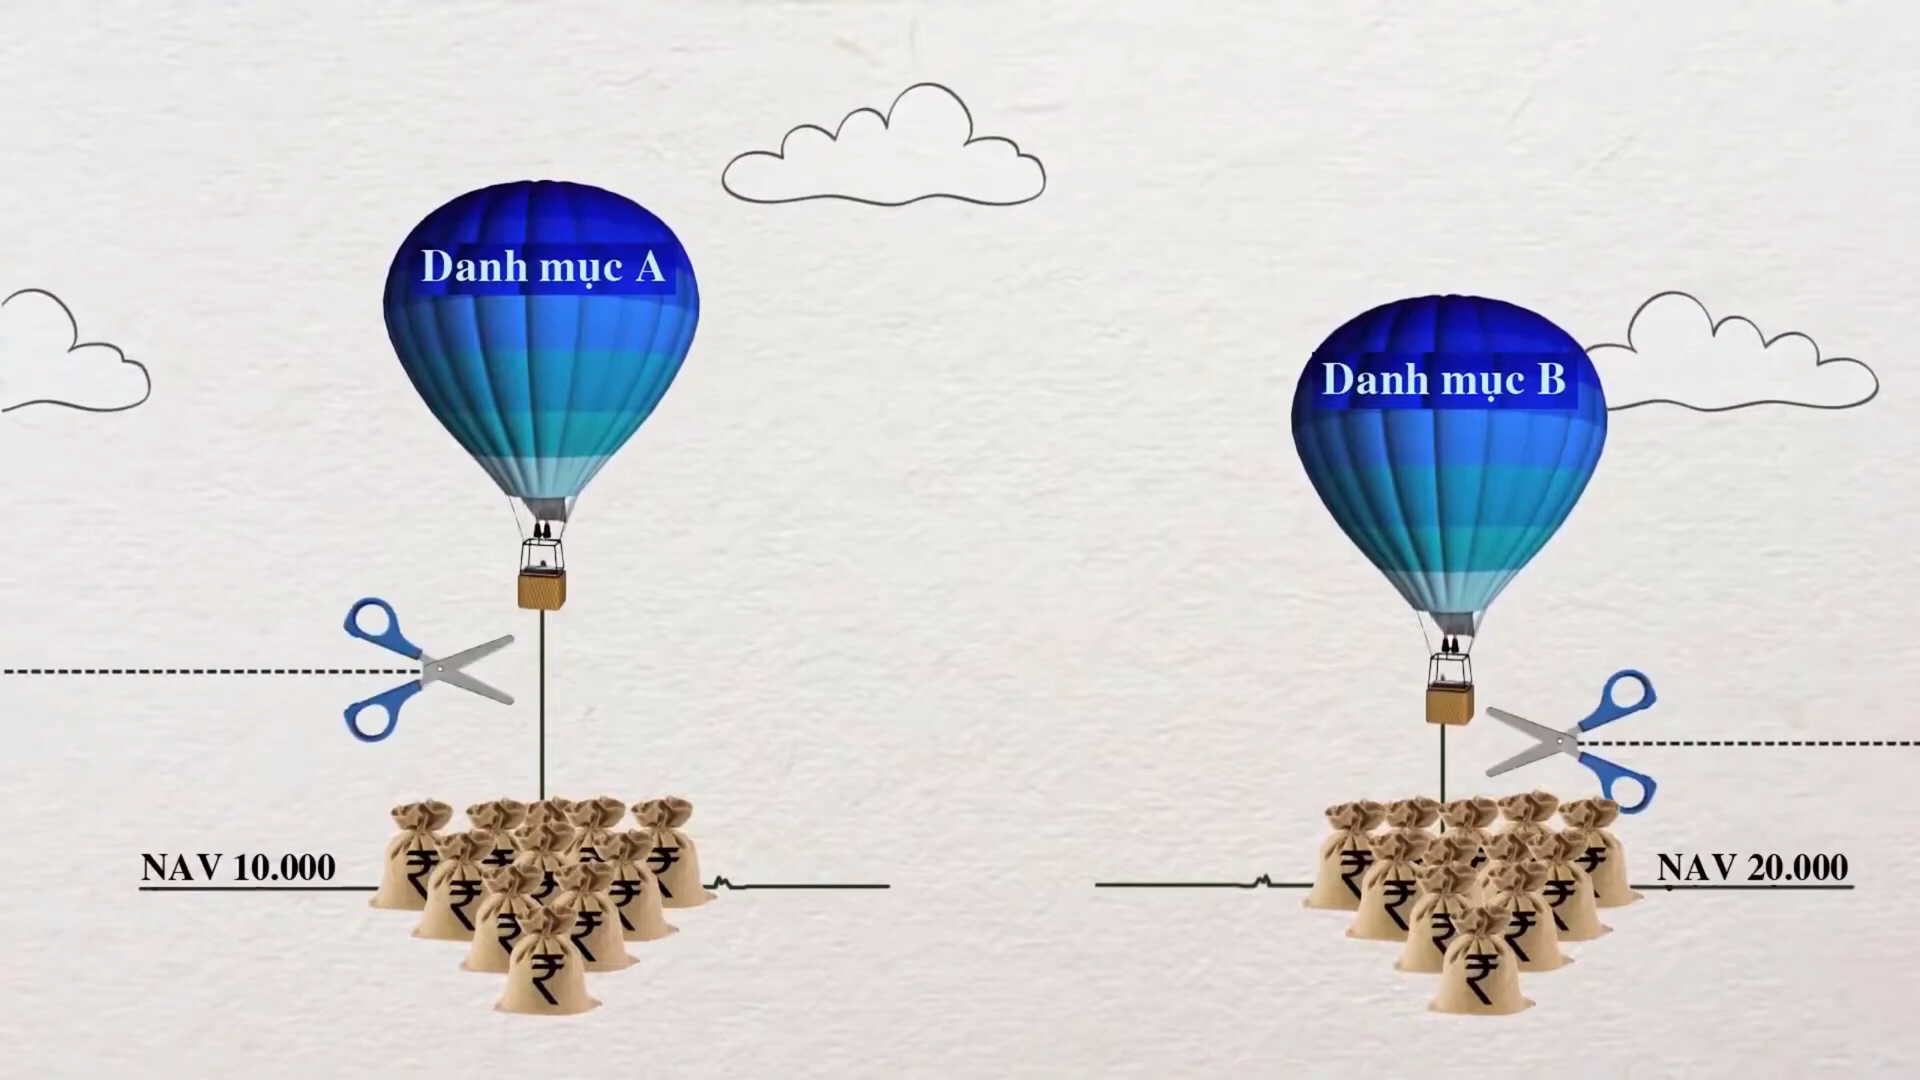 Danh mục A
Danh mục B
NAV 10.000
NAV 20.000
₹ ₹ ₹ ₹ ₹ ₹ ₹ ₹ ₹ ₹
₹ ₹ ₹ ₹ ₹ ₹ ₹ ₹ ₹ ₹